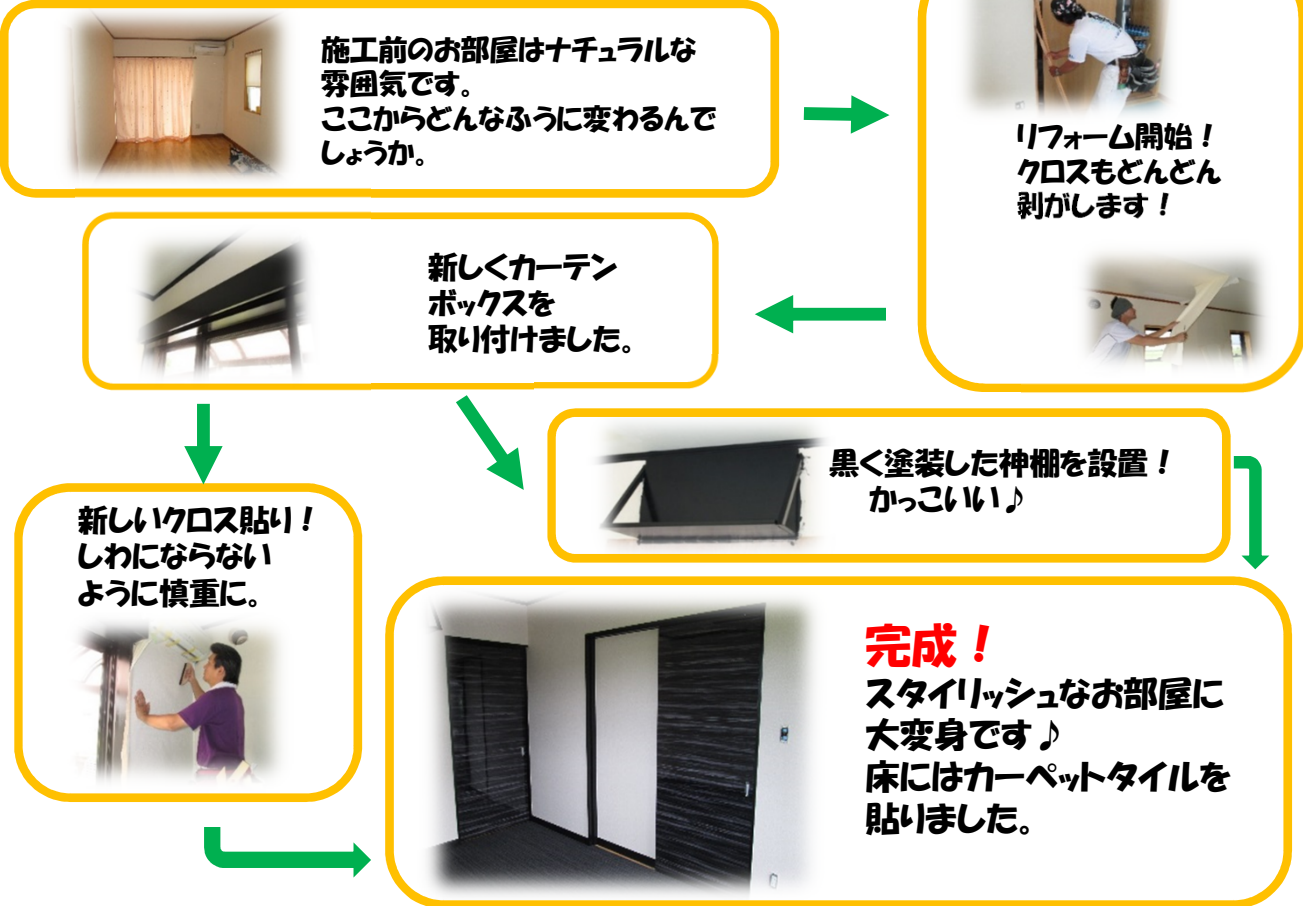 施工前のお部屋はナチュラルな
雰囲気です。
ここからどんなふうに変わるんで
しょうか。
リフォーム開始！
クロスもどんどん
剥がします！
新しくカーテン
ボックスを
取り付けました。
黒く塗装した神棚を設置！
かっこいい♪
新しいクロス貼り！
しわにならない
ように慎重に。
完成！
スタイリッシュなお部屋に
大変身です♪
床にはカーペットタイルを
貼りました。